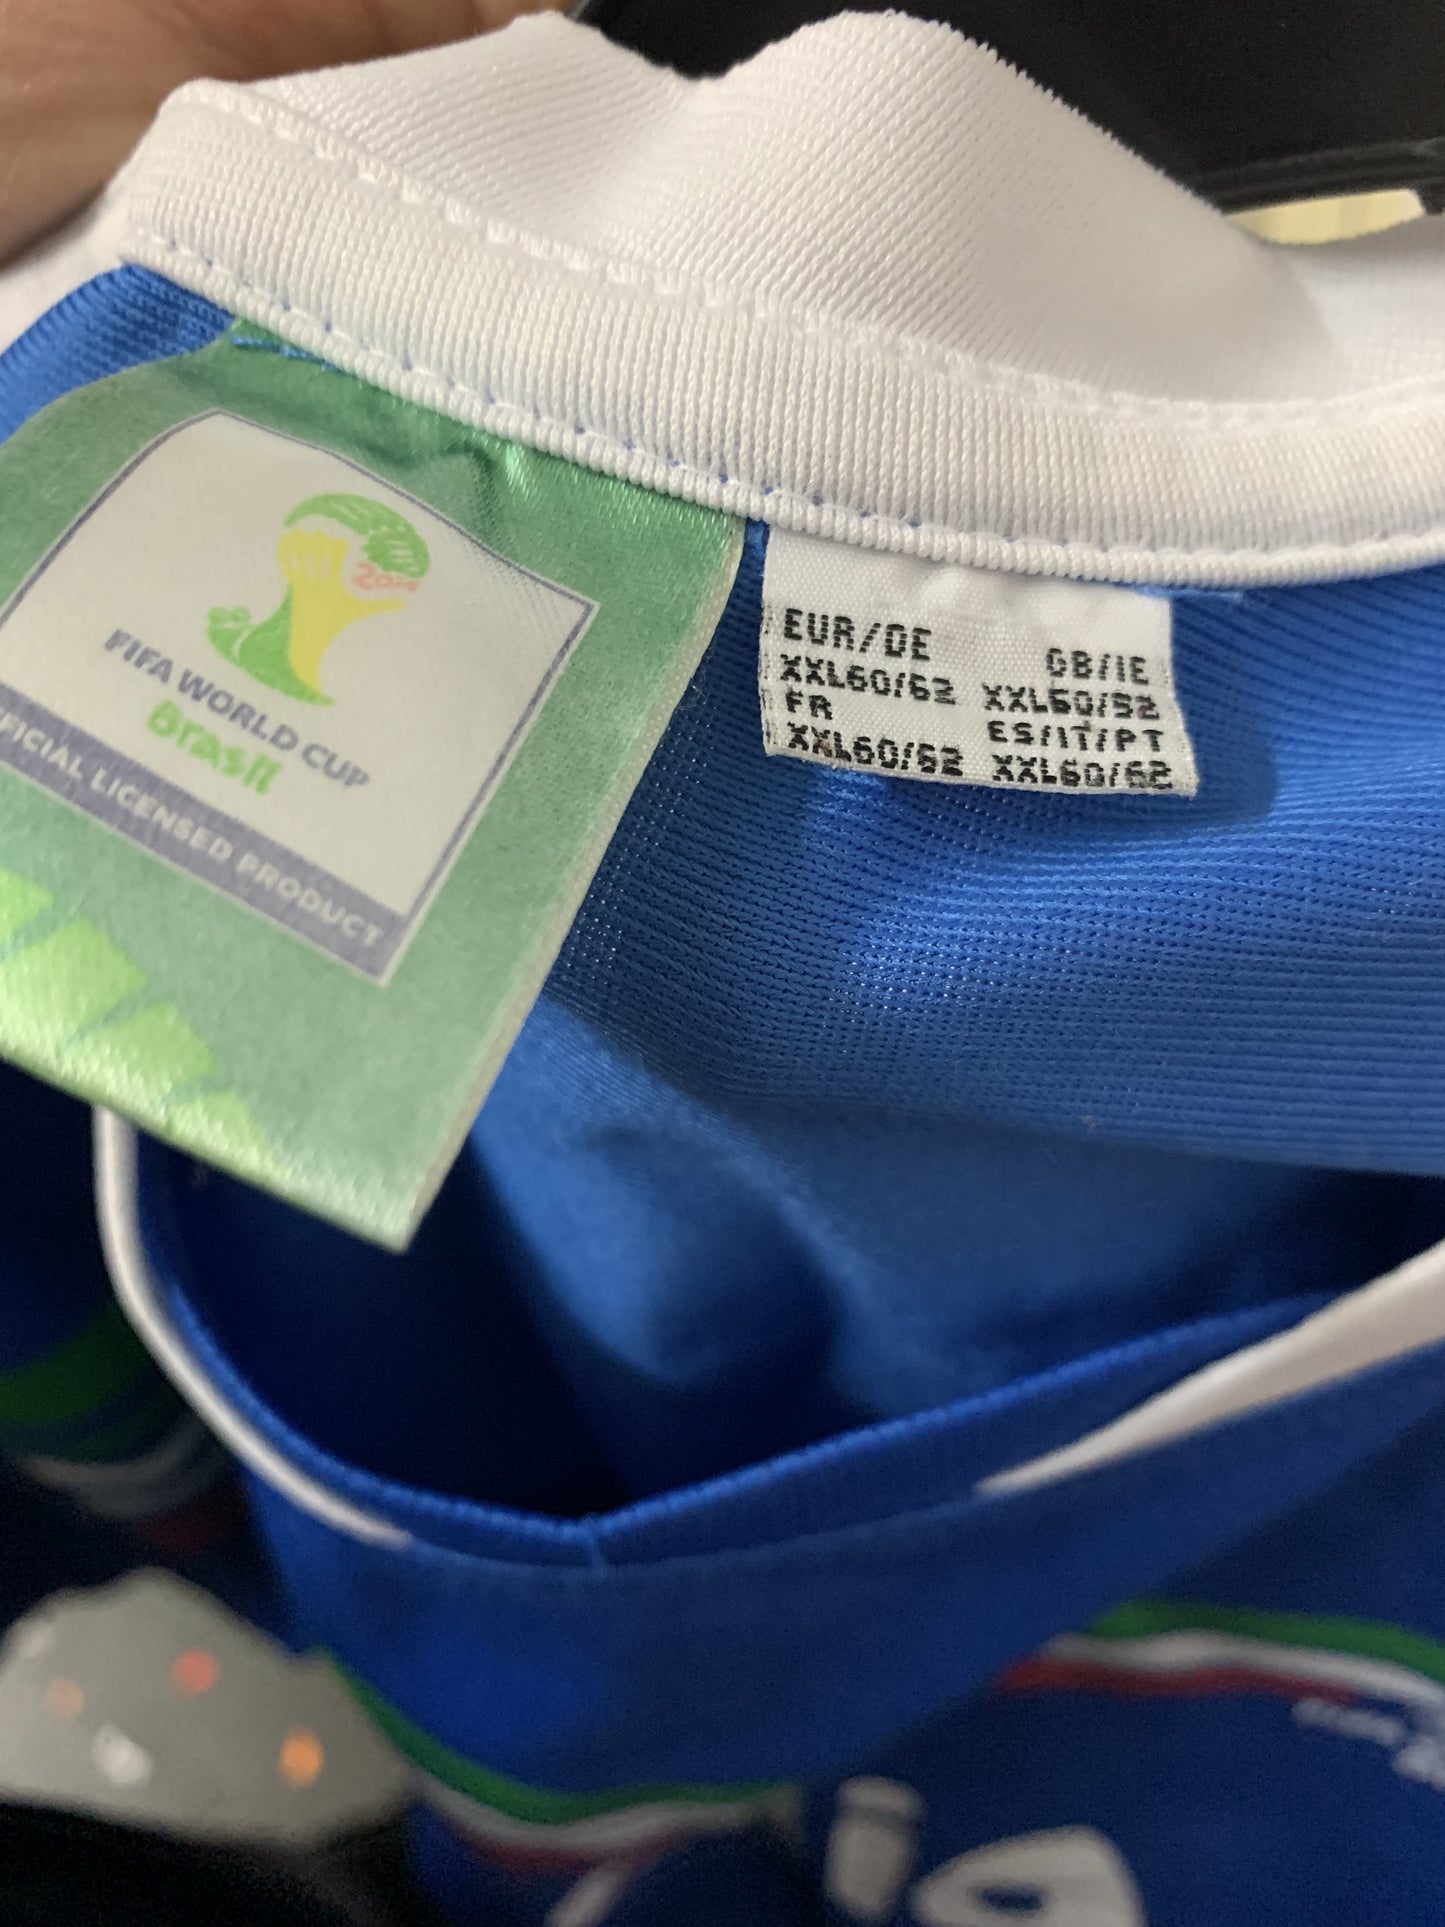 2014
FIFA WORLD CUP
Brasil
OFFICIAL LICENSED PRODUCT
EUR/DE
XXL60/62
GB/IE
XXL60/52
FR
XXL60/62
ES/IT/PT
XXL60/62